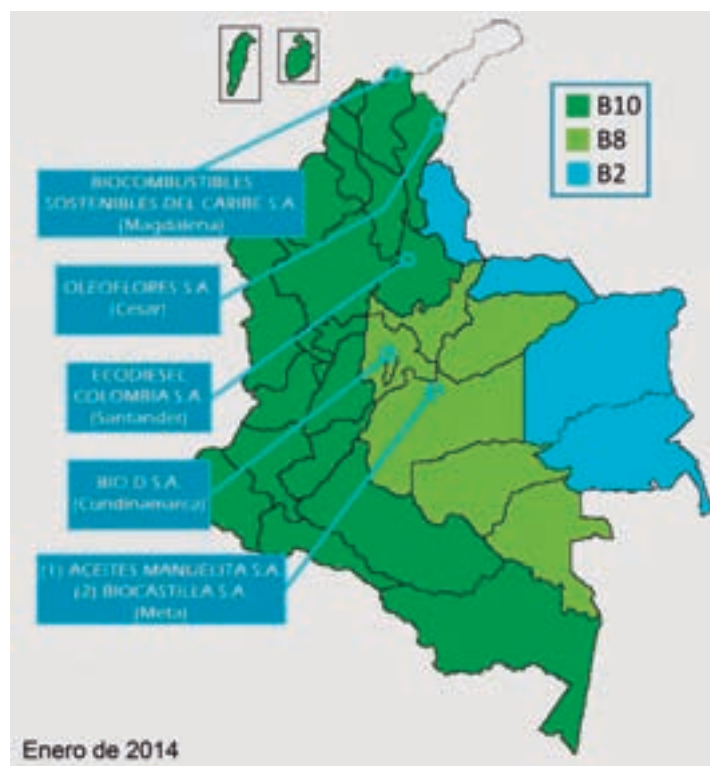 B10
B8
B2
BIOCOMBUSTIBLES
SOSTENIBLES DEL CARIBE S.A.
(Magdalena)
OLEOFLORES S.A.
(Cesar)
ECODIESEL
COLOMBIA S.A.
(Santander)
BIO D S.A.
(Cundinamarca)
(1) ACEITES MANUELITA S.A.
(2) BIOCASTILLA S.A.
(Meta)
Enero de 2014